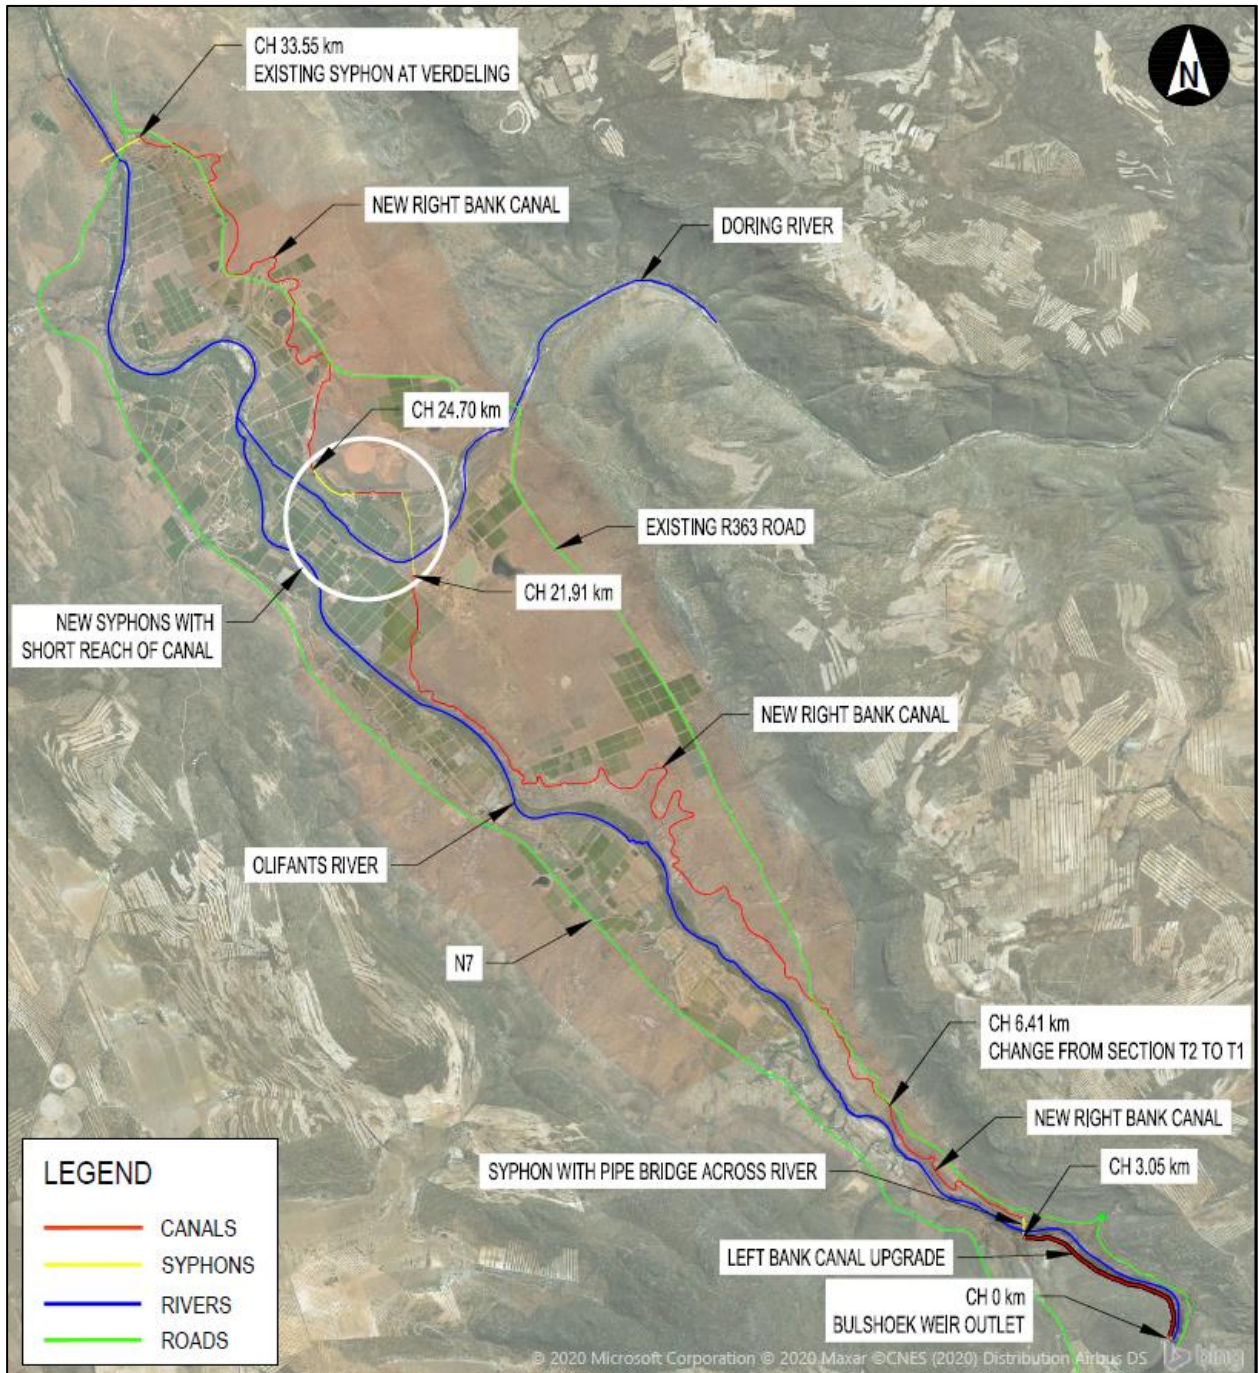 CH 33.55 km
EXISTING SYPHON AT VERDELING
N
NEW RIGHT BANK CANAL
DORING RIVER
CH 24.70 km
EXISTING R363 ROAD
CH 21.91 km
NEW SYPHONS WITH
SHORT REACH OF CANAL
NEW RIGHT BANK CANAL
OLIFANTS RIVER
N7
CH 6.41 km
CHANGE FROM SECTION T2 TO T1
NEW RIGHT BANK CANAL
SYPHON WITH PIPE BRIDGE ACROSS RIVER
CH 3.05 km
LEFT BANK CANAL UPGRADE
CH 0 km
BULSHOEK WEIR OUTLET
LEGEND
CANALS
SYPHONS
RIVERS
ROADS
© 2020 Microsoft Corporation © 2020 Maxar ©CNES (2020) Distribution Airbus DS
bing